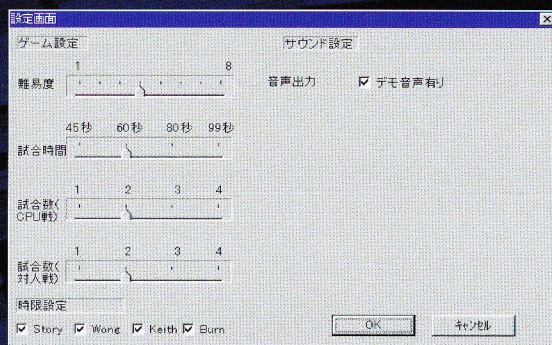 設定画面
ゲーム設定
サウンド設定
1 8
難易度
音声出力 デモ音声有り
45秒 60秒 80秒 99秒
試合時間
1 2 3 4
試合数(
CPU戦)
1 2 3 4
試合数(
対人戦)
時限設定
Story Wong Keith Burn
OK キャンセル